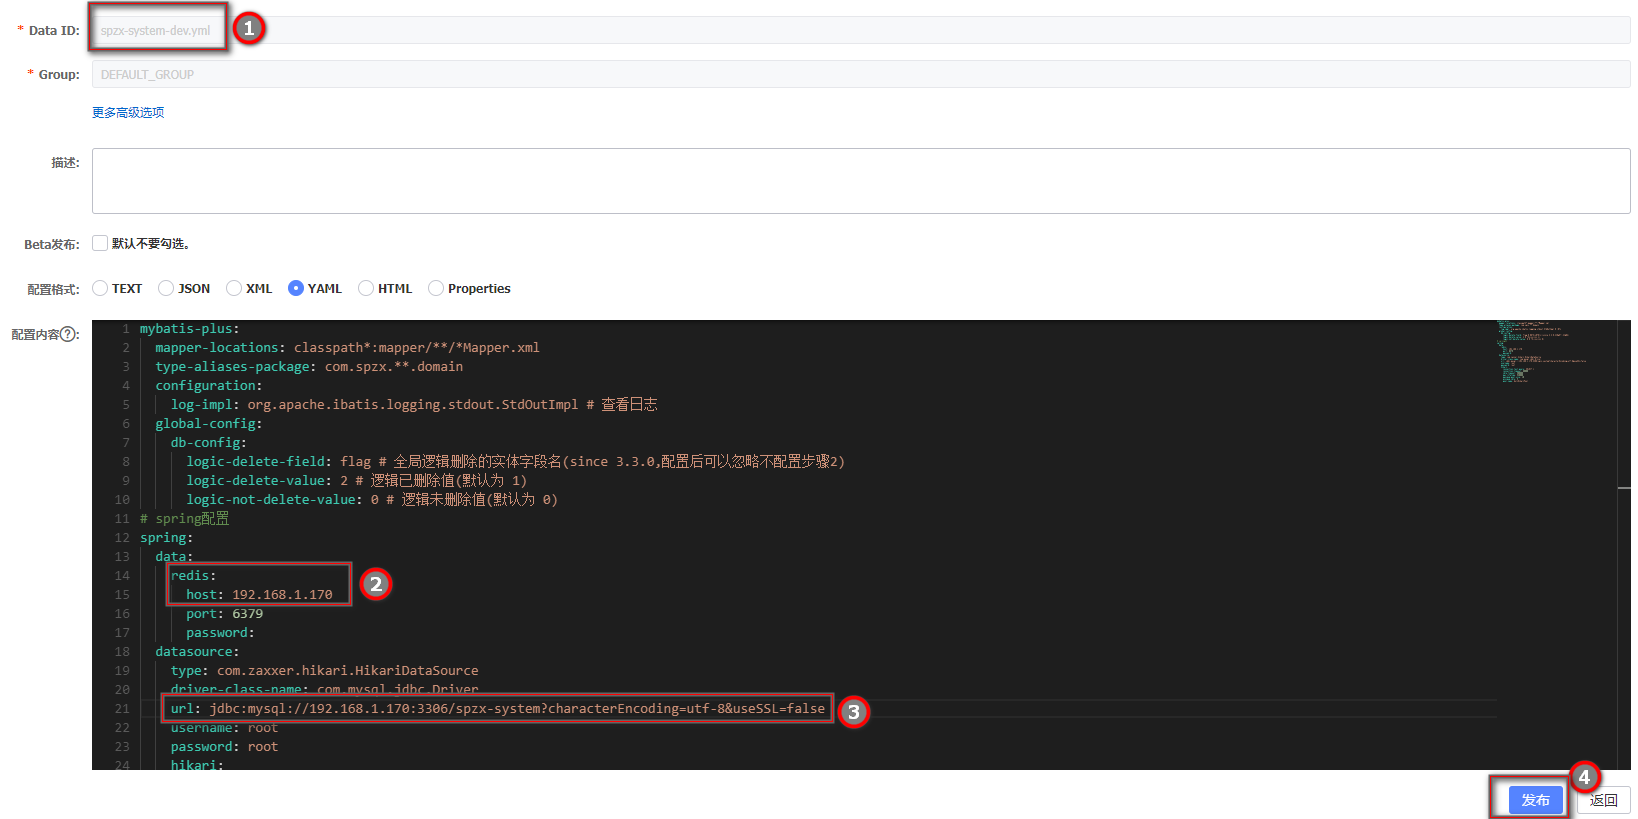 * Data ID: spzx-system-dev.yml 1
* Group: DEFAULT_GROUP
更多高级选项
描述:
Beta发布: 默认不要勾选。
配置格式: TEXT JSON XML YAML HTML Properties
配置内容?:
1 mybatis-plus:
2 mapper-locations: classpath*:mapper/**/*Mapper.xml
3 type-aliases-package: com.spzx.**.domain
4 configuration:
5 log-impl: org.apache.ibatis.logging.stdout.StdOutImpl # 查看日志
6 global-config:
7 db-config:
8 logic-delete-field: flag # 全局逻辑删除的实体字段名(since 3.3.0,配置后可以忽略不配置步骤2)
9 logic-delete-value: 2 # 逻辑已删除值(默认为 1)
10 logic-not-delete-value: 0 # 逻辑未删除值(默认为 0)
11 # spring配置
12 spring:
13 data:
14 redis:
15 host: 192.168.1.170 2
16 port: 6379
17 password:
18 datasource:
19 type: com.zaxxer.hikari.HikariDataSource
20 driver-class-name: com.mysql.jdbc.Driver
21 url: jdbc:mysql://192.168.1.170:3306/spzx-system?characterEncoding=utf-8&useSSL=false 3
22 username: root
23 password: root
24 hikari:
4
发布 返回